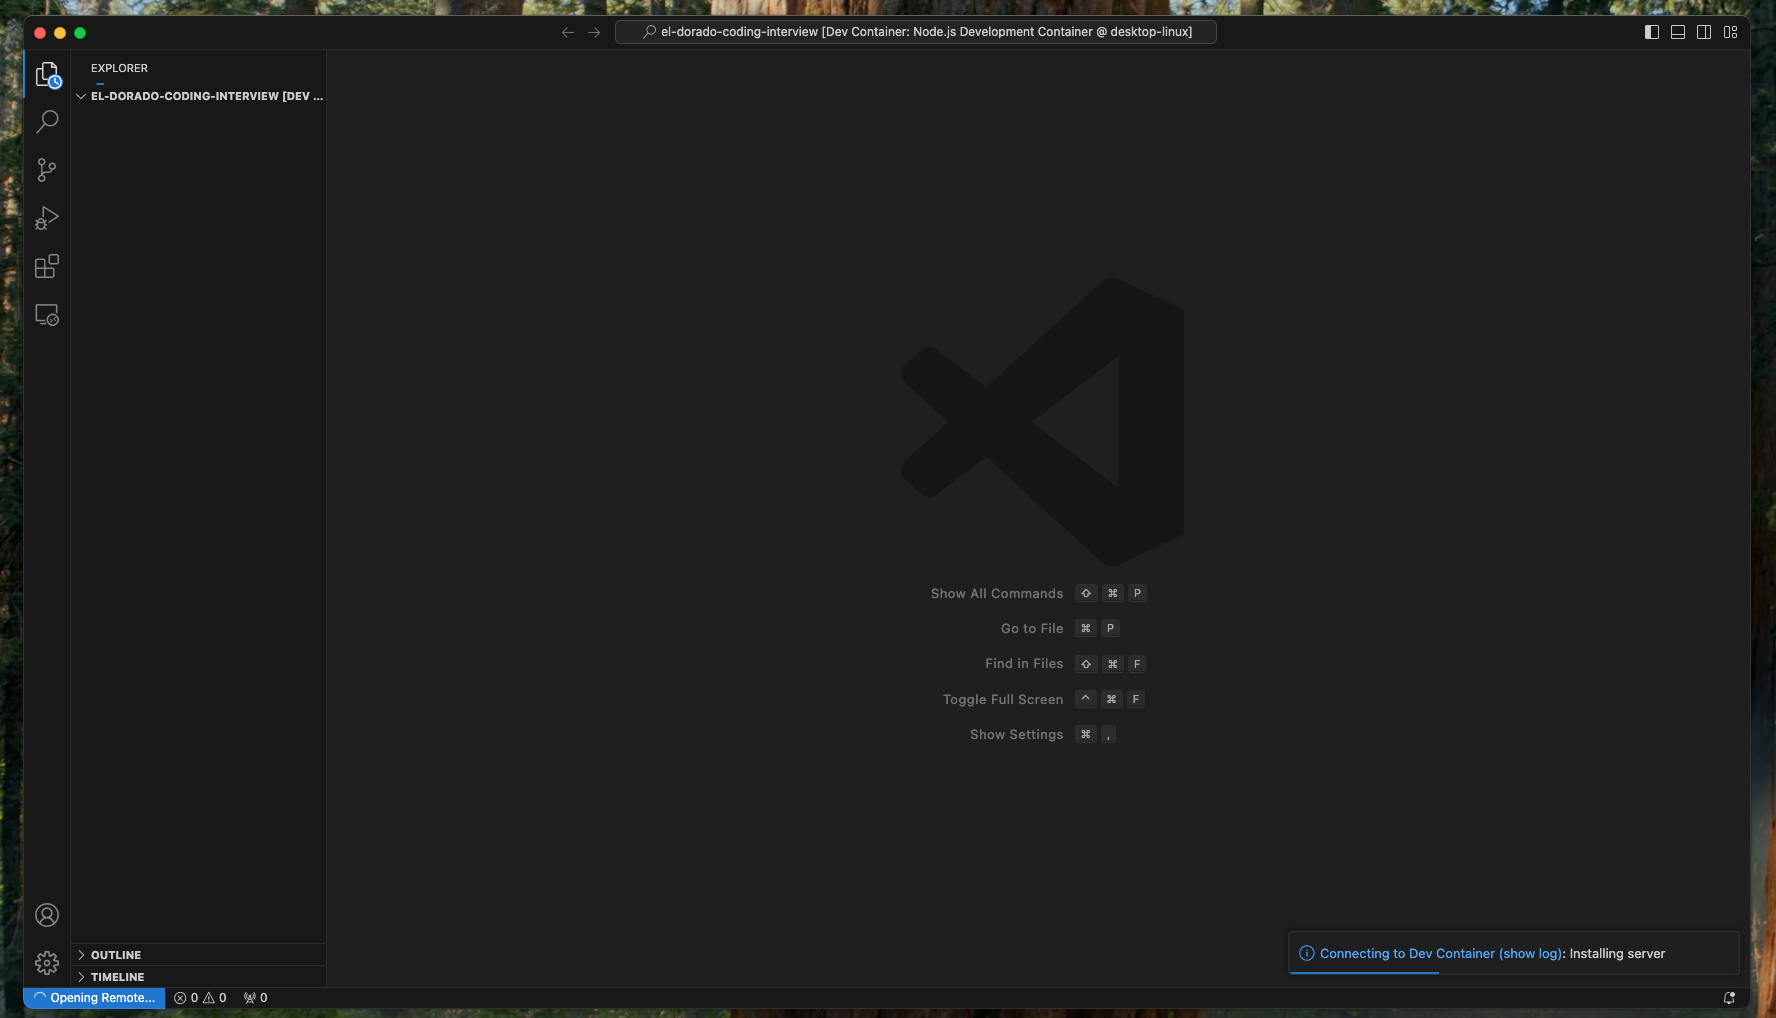 el-dorado-coding-interview [Dev Container: Node.js Development Container @ desktop-linux]
EXPLORER
EL-DORADO-CODING-INTERVIEW [DEV ...
Show All Commands ⇧ ⌘ P
Go to File ⌘ P
Find in Files ⇧ ⌘ F
Toggle Full Screen ^ ⌘ F
Show Settings ⌘ ,
OUTLINE
TIMELINE
Connecting to Dev Container (show log): Installing server
Opening Remote... 0 0 0